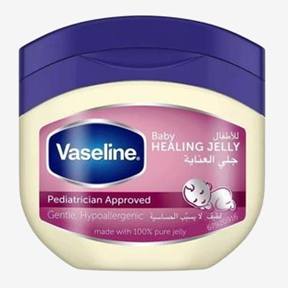 للأطفال
Baby
HEALING JELLY
جلي العناية
Vaseline
Pediatrician Approved
Gentle, Hypoallergenic
لطيف، لا يسبب الحساسية
made with 100% pure jelly